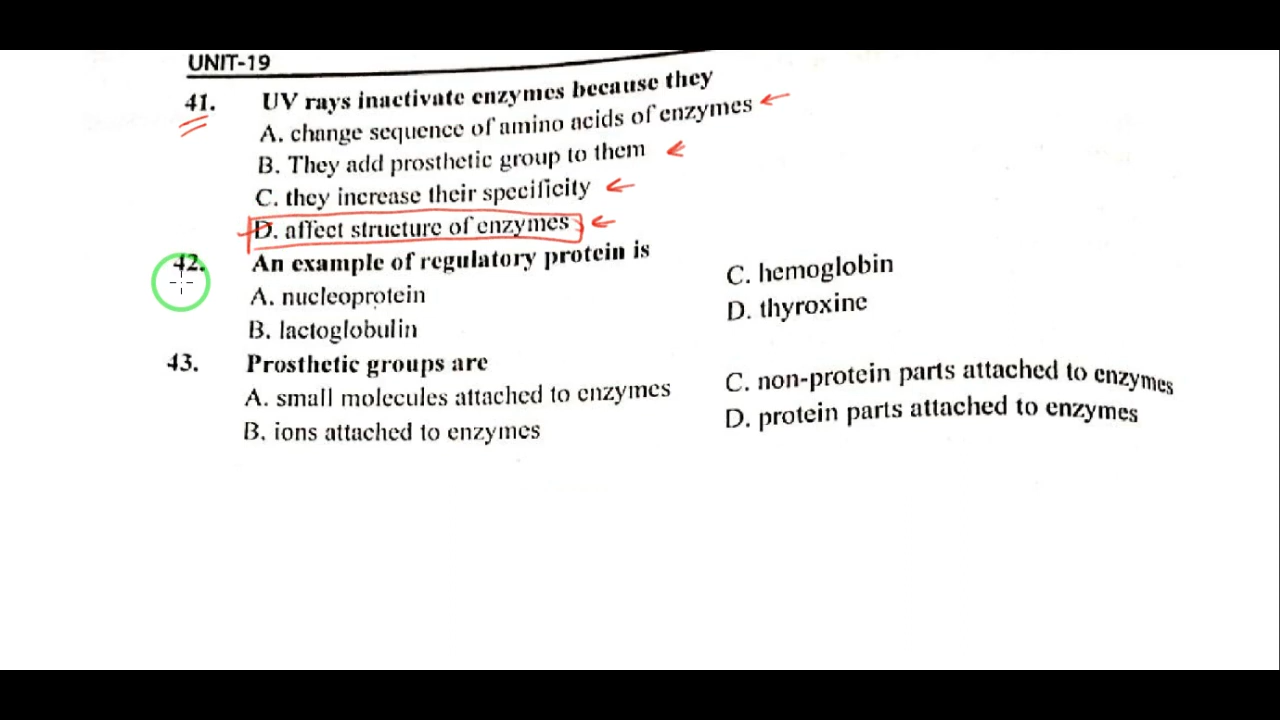 UNIT-19
41. UV rays inactivate enzymes because they
A. change sequence of amino acids of enzymes
B. They add prosthetic group to them
C. they increase their specificity
D. affect structure of enzymes
42. An example of regulatory protein is
A. nucleoprotein
B. lactoglobulin
C. hemoglobin
D. thyroxine
43. Prosthetic groups are
A. small molecules attached to enzymes
B. ions attached to enzymes
C. non-protein parts attached to enzymes
D. protein parts attached to enzymes